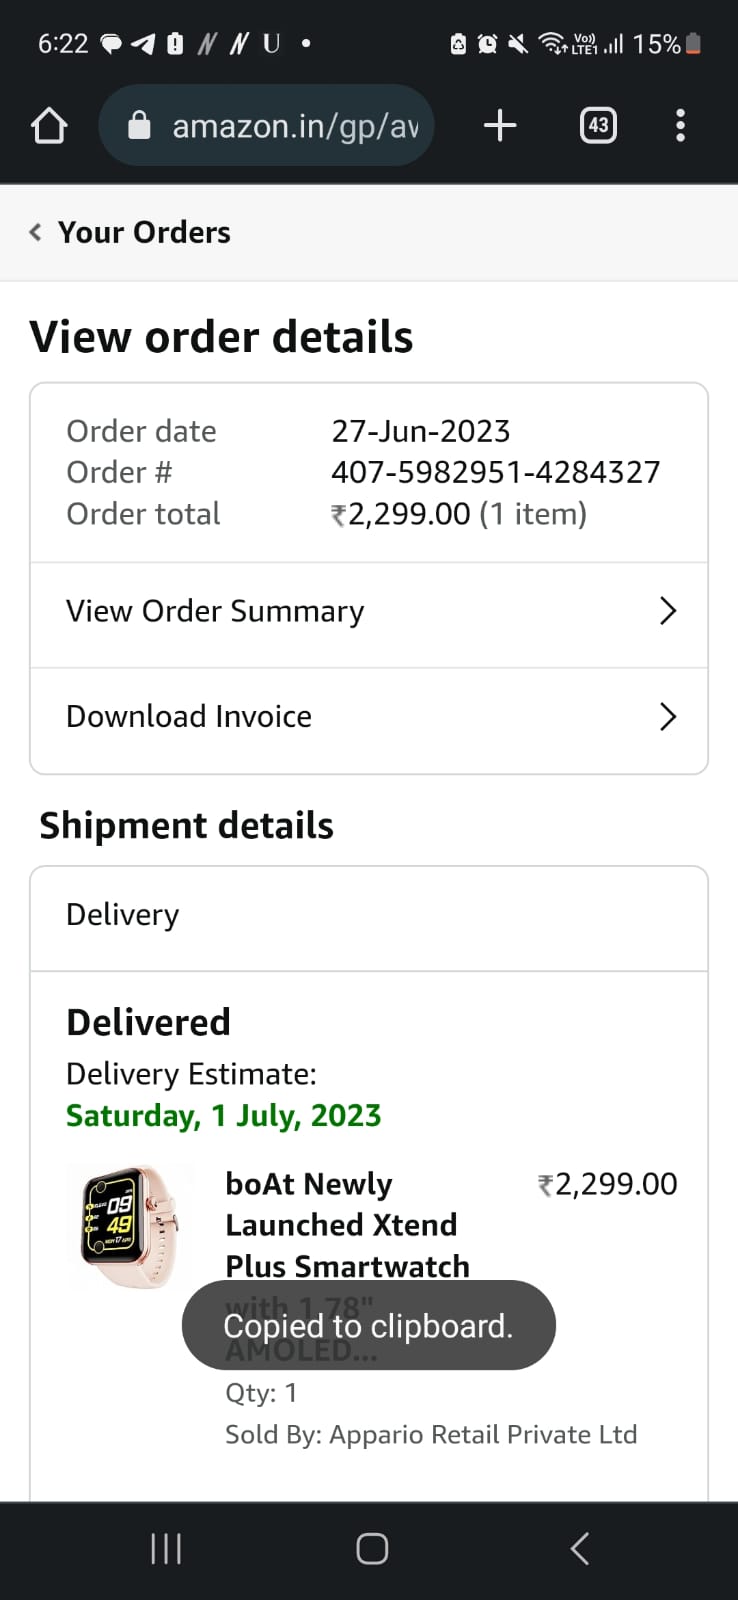 6:22 N N U • Vo)) LTE1 15%
amazon.in/gp/av
43
Your Orders
View order details
Order date 27-Jun-2023
Order # 407-5982951-4284327
Order total ₹2,299.00 (1 item)
View Order Summary
Download Invoice
Shipment details
Delivery
Delivered
Delivery Estimate:
Saturday, 1 July, 2023
boAt Newly ₹2,299.00
Launched Xtend
Plus Smartwatch
with 1.78"
AMOLED...
Copied to clipboard.
Qty: 1
Sold By: Appario Retail Private Ltd
09
49